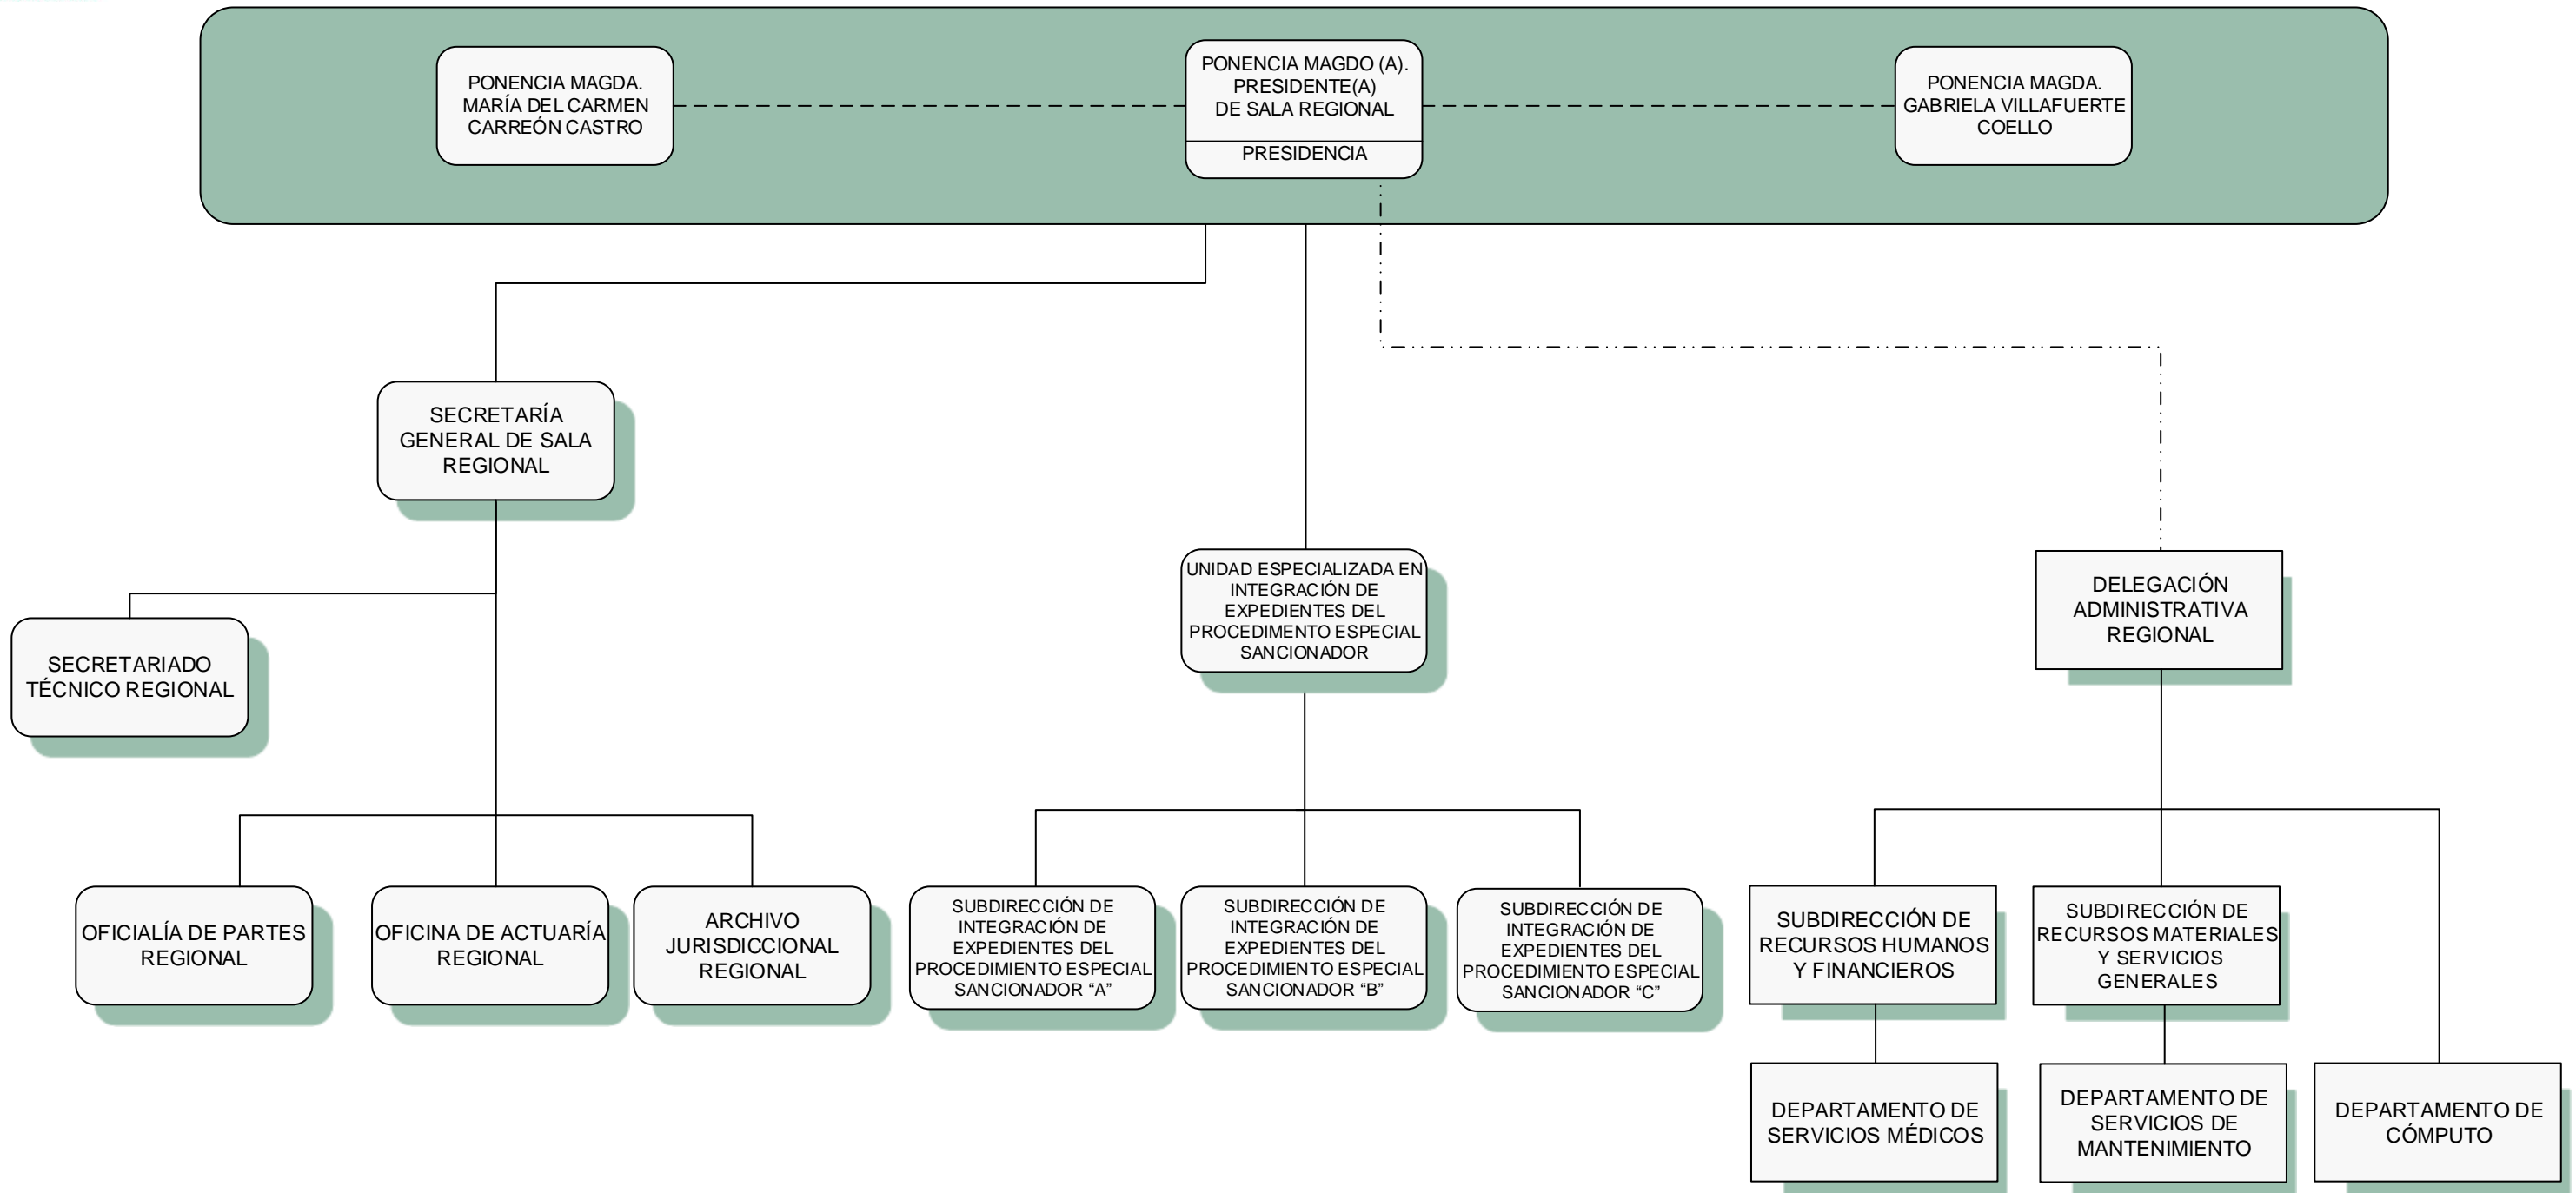 PONENCIA MAGDA.
MARÍA DEL CARMEN
CARREÓN CASTRO
PONENCIA MAGDO (A).
PRESIDENTE(A)
DE SALA REGIONAL
PRESIDENCIA
PONENCIA MAGDA.
GABRIELA VILLAFUERTE
COELLO
SECRETARÍA
GENERAL DE SALA
REGIONAL
UNIDAD ESPECIALIZADA EN
INTEGRACIÓN DE
EXPEDIENTES DEL
PROCEDIMENTO ESPECIAL
SANCIONADOR
DELEGACIÓN
ADMINISTRATIVA
REGIONAL
SECRETARIADO
TÉCNICO REGIONAL
OFICIALÍA DE PARTES
REGIONAL
OFICINA DE ACTUARÍA
REGIONAL
ARCHIVO
JURISDICCIONAL
REGIONAL
SUBDIRECCIÓN DE
INTEGRACIÓN DE
EXPEDIENTES DEL
PROCEDIMIENTO ESPECIAL
SANCIONADOR “A”
SUBDIRECCIÓN DE
INTEGRACIÓN DE
EXPEDIENTES DEL
PROCEDIMIENTO ESPECIAL
SANCIONADOR “B”
SUBDIRECCIÓN DE
INTEGRACIÓN DE
EXPEDIENTES DEL
PROCEDIMIENTO ESPECIAL
SANCIONADOR “C”
SUBDIRECCIÓN DE
RECURSOS HUMANOS
Y FINANCIEROS
SUBDIRECCIÓN DE
RECURSOS MATERIALES
Y SERVICIOS
GENERALES
DEPARTAMENTO DE
SERVICIOS MÉDICOS
DEPARTAMENTO DE
SERVICIOS DE
MANTENIMIENTO
DEPARTAMENTO DE
CÓMPUTO